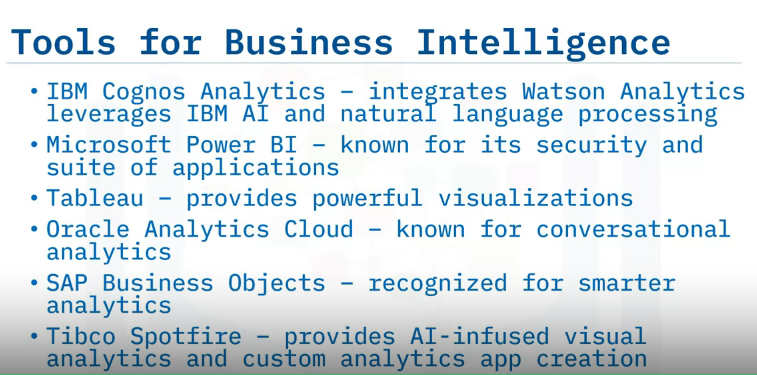 Tools for Business Intelligence
• IBM Cognos Analytics – integrates Watson Analytics
leverages IBM AI and natural language processing
• Microsoft Power BI – known for its security and
suite of applications
• Tableau – provides powerful visualizations
• Oracle Analytics Cloud – known for conversational
analytics
• SAP Business Objects – recognized for smarter
analytics
• Tibco Spotfire – provides AI-infused visual
analytics and custom analytics app creation